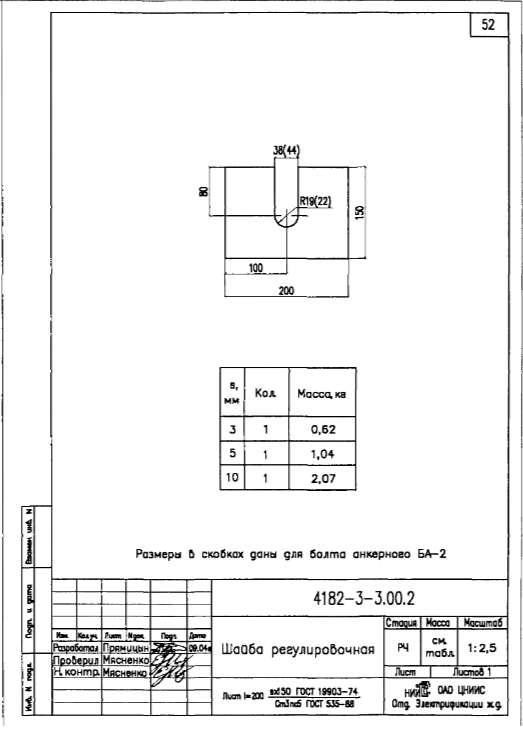 52
38(44)
80
R19(22)
150
100
200
в, мм Кол. Масса, кг
3 1 0,62
5 1 1,04
10 1 2,07
Размеры в скобках даны для болта анкерного БА-2
Взамен инв. N
Подп. и дата
Инв. N подл.
4182-3-3.00.2
Изм. Кол.уч. Лист Nдок. Подп. Дата
Разработал Прямицын 09.04
Проверил Мясненко
Н. контр. Мясненко
Шайба регулировочная
Стадия Масса Масштаб
РЧ см. табл. 1:2,5
Лист Листов 1
Лист l=200 вх150 ГОСТ 19903-74
Ст3пс5 ГОСТ 535-88
НИИ ОАО ЦНИИС
Отд. Электрификации ж.д.